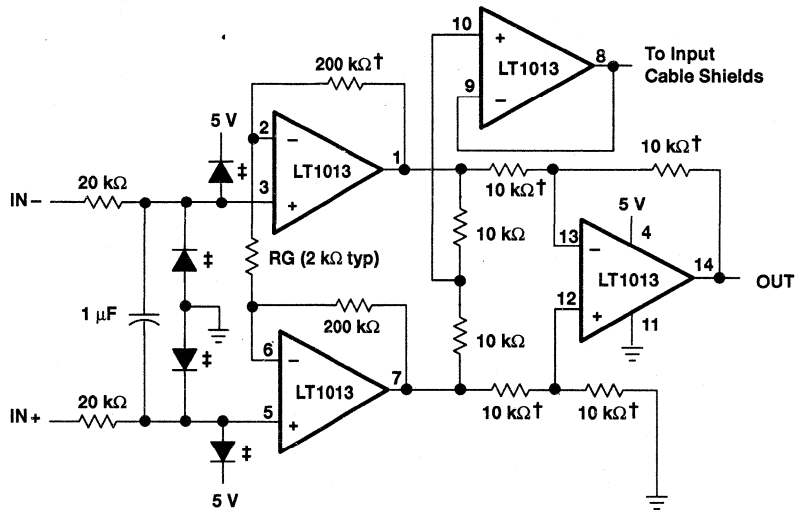 10
+
8
To Input
Cable Shields
LT1013
9
−
200 kΩ†
5 V
2
−
1
10 kΩ†
10 kΩ†
LT1013
‡
20 kΩ
3
+
IN−
5 V
4
10 kΩ
13
−
RG (2 kΩ typ)
‡
LT1013
14
OUT
12
+
1 μF
200 kΩ
11
10 kΩ
6
−
‡
7
LT1013
20 kΩ
10 kΩ†
10 kΩ†
IN+
5
+
‡
5 V